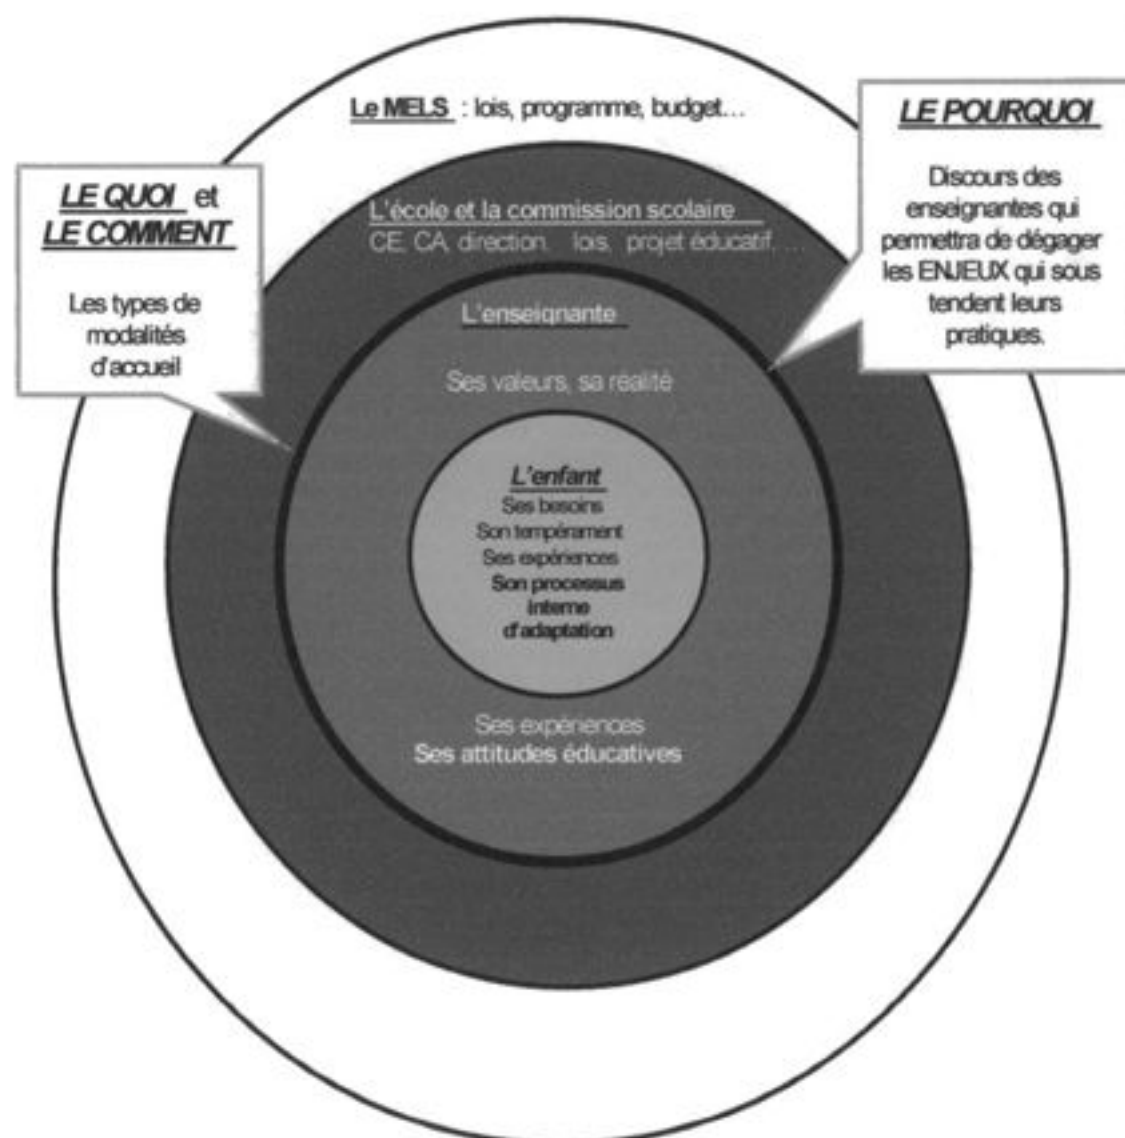 Le MELS : lois, programme, budget...
LE POURQUOI
Discours des
enseignantes qui
permettra de dégager
les ENJEUX qui sous
tendent leurs
pratiques.
LE QUOI et
LE COMMENT
Les types de
modalités
d'accueil
L'école et la commission scolaire
CE, CA, direction, lois, projet éducatif, ...
L'enseignante
Ses valeurs, sa réalité
L'enfant
Ses besoins
Son tempérament
Ses expériences
Son processus
interne
d'adaptation
Ses expériences
Ses attitudes éducatives